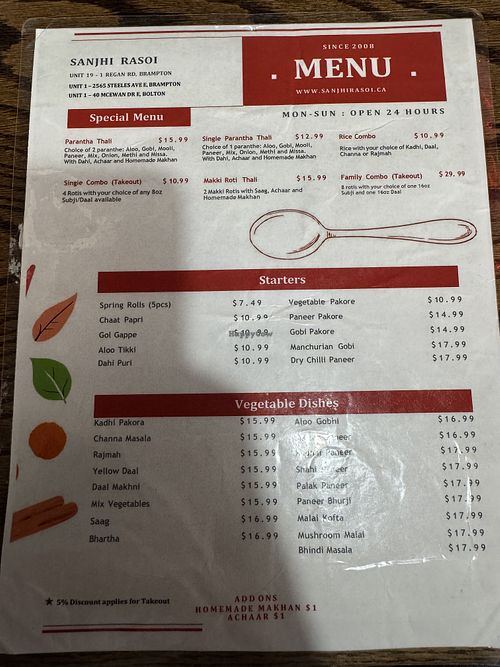 SANJHI RASOI
UNIT 19 - 1 REGAN RD, BRAMPTON
UNIT 1 - 2565 STEELES AVE E, BRAMPTON
UNIT 1 - 40 MCEWAN DR E, BOLTON
SINCE 2008
. MENU .
WWW.SANJHIRASOI.CA
MON-SUN : OPEN 24 HOURS
Special Menu
Parantha Thali $15.99
Choice of 2 paranthe: Aloo, Gobi, Mooli,
Paneer, Mix, Onion, Methi and Missa.
With Dahi, Achaar and Homemade Makhan
Single Parantha Thali $12.99
Choice of 1 paranthe: Aloo, Gobi, Mooli,
Paneer, Mix, Onion, Methi and Missa.
With Dahi, Achaar and Homemade Makhan
Rice Combo $10.99
Rice with your choice of Kadhi, Daal,
Channa or Rajmah
Single Combo (Takeout) $10.99
4 Rotis with your choice of any 8oz
Subji/Daal available
Makki Roti Thali $15.99
2 Makki Rotis with Saag, Achaar and
Homemade Makhan
Family Combo (Takeout) $29.99
8 rotis with your choice of one 16oz
Subji and one 16oz Daal
Starters
Spring Rolls (5pcs) $7.49
Chaat Papri $10.99
Gol Gappe $10.99
Aloo Tikki $10.99
Dahi Puri $10.99
Vegetable Pakore $10.99
Paneer Pakore $14.99
Gobi Pakore $14.99
Manchurian Gobi $17.99
Dry Chilli Paneer $17.99
HappyCow
Vegetable Dishes
Kadhi Pakora $15.99
Channa Masala $15.99
Rajmah $15.99
Yellow Daal $15.99
Daal Makhni $15.99
Mix Vegetables $15.99
Saag $16.99
Bhartha $16.99
Aloo Gobhi $16.99
Paneer $16.99
Paneer $17.99
Shahi Paneer $17.99
Palak Paneer $17.99
Paneer Bhurji $17.99
Malai Kofta $17.99
Mushroom Malai $17.99
Bhindi Masala $17.99
★ 5% Discount applies for Takeout
ADD ONS
HOMEMADE MAKHAN $1
ACHAAR $1